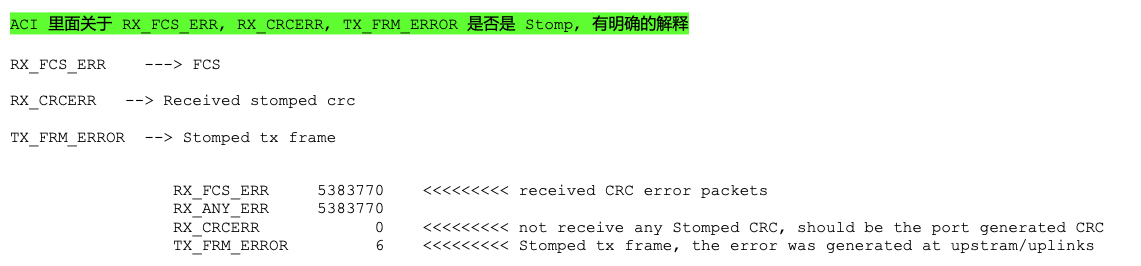 ACI 里面关于 RX_FCS_ERR, RX_CRCERR, TX_FRM_ERROR 是否是 Stomp, 有明确的解释
RX_FCS_ERR ---> FCS
RX_CRCERR --> Received stomped crc
TX_FRM_ERROR --> Stomped tx frame
RX_FCS_ERR 5383770 <<<<<<<<< received CRC error packets
RX_ANY_ERR 5383770
RX_CRCERR 0 <<<<<<<<< not receive any Stomped CRC, should be the port generated CRC
TX_FRM_ERROR 6 <<<<<<<<< Stomped tx frame, the error was generated at upstram/uplinks